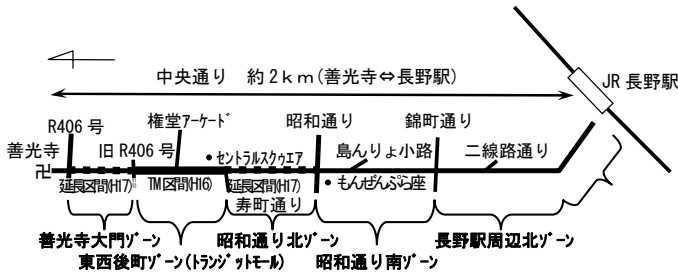 中央通り 約2km(善光寺⇔長野駅)
JR 長野駅
R406 号
権堂アーケード
昭和通り
錦町通り
善光寺
卍
旧 R406 号
・セントラルスクゥエア
島んりょ小路
二線路通り
延長区間(H17)
TM区間(H16)
延長区間(H17)
・もんぜんぷら座
寿町通り
善光寺大門ゾーン
昭和通り北ゾーン
長野駅周辺北ゾーン
東西後町ゾーン(トランジットモール)
昭和通り南ゾーン